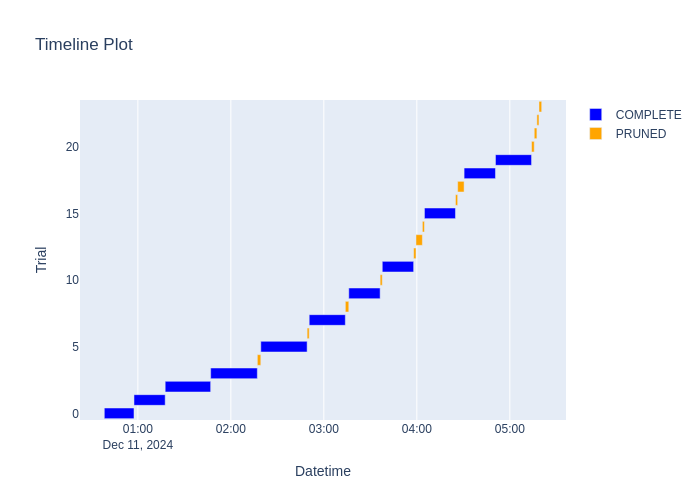 Timeline Plot
COMPLETE
PRUNED
20
15
10
5
0
Trial
01:00
02:00
03:00
04:00
05:00
Dec 11, 2024
Datetime